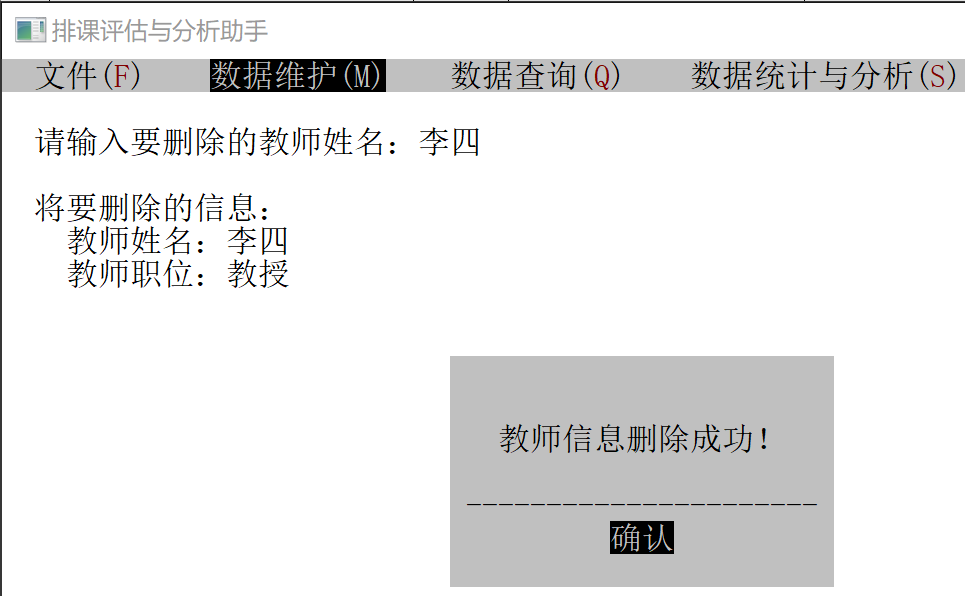 排课评估与分析助手
文件(F) 数据维护(M) 数据查询(Q) 数据统计与分析(S)
请输入要删除的教师姓名：李四
将要删除的信息：
教师姓名：李四
教师职位：教授
教师信息删除成功！
----------------------
确认